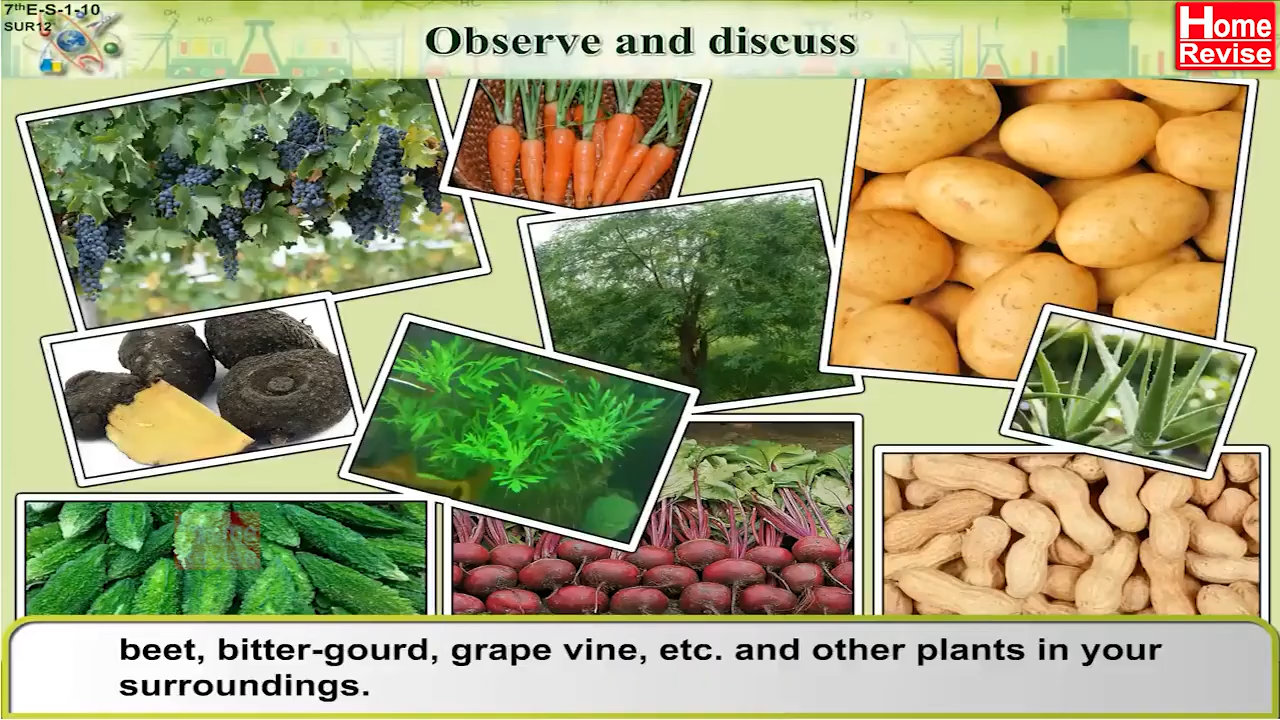 7thE-S-1-10
SUR12
Observe and discuss
Home
Revise
beet, bitter-gourd, grape vine, etc. and other plants in your
surroundings.